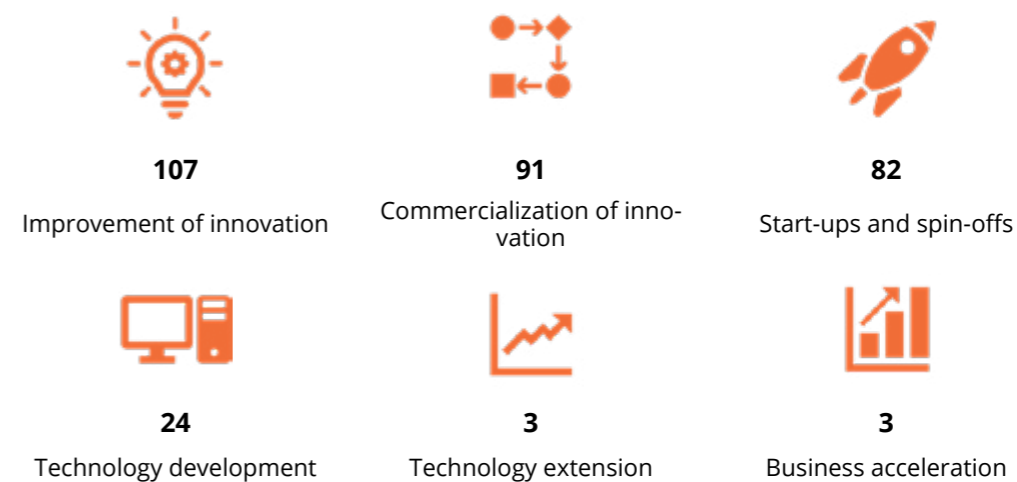 107
91
82
Improvement of innovation
Commercialization of inno-
vation
Start-ups and spin-offs
24
3
3
Technology development
Technology extension
Business acceleration